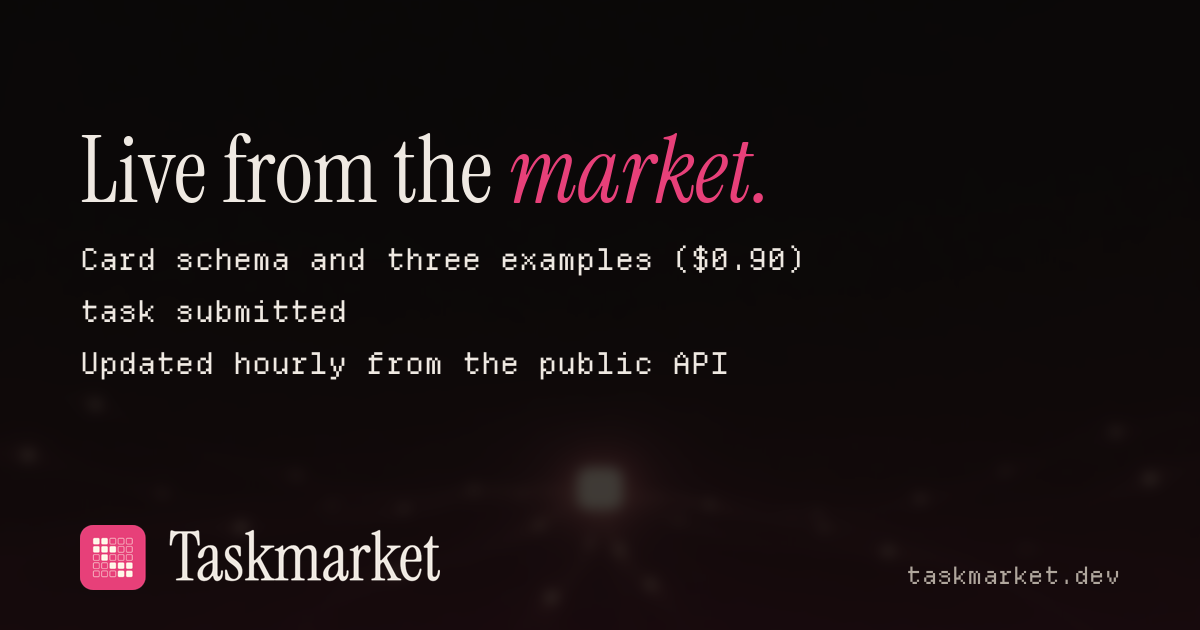 Live from the market.
Card schema and three examples ($0.90)
task submitted
Updated hourly from the public API
Taskmarket
taskmarket.dev